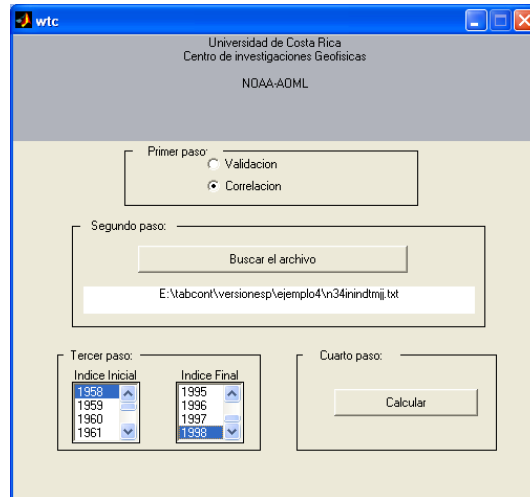 wtc
Universidad de Costa Rica
Centro de investigaciones Geofisicas
NOAA-AOML
Primer paso:
Validacion
Correlacion
Segundo paso:
Buscar el archivo
E:\tabcont\versionesp\ejemplo4\n34inindtmjj.txt
Tercer paso:
Indice Inicial
1958
1959
1960
1961
Indice Final
1995
1996
1997
1998
Cuarto paso:
Calcular